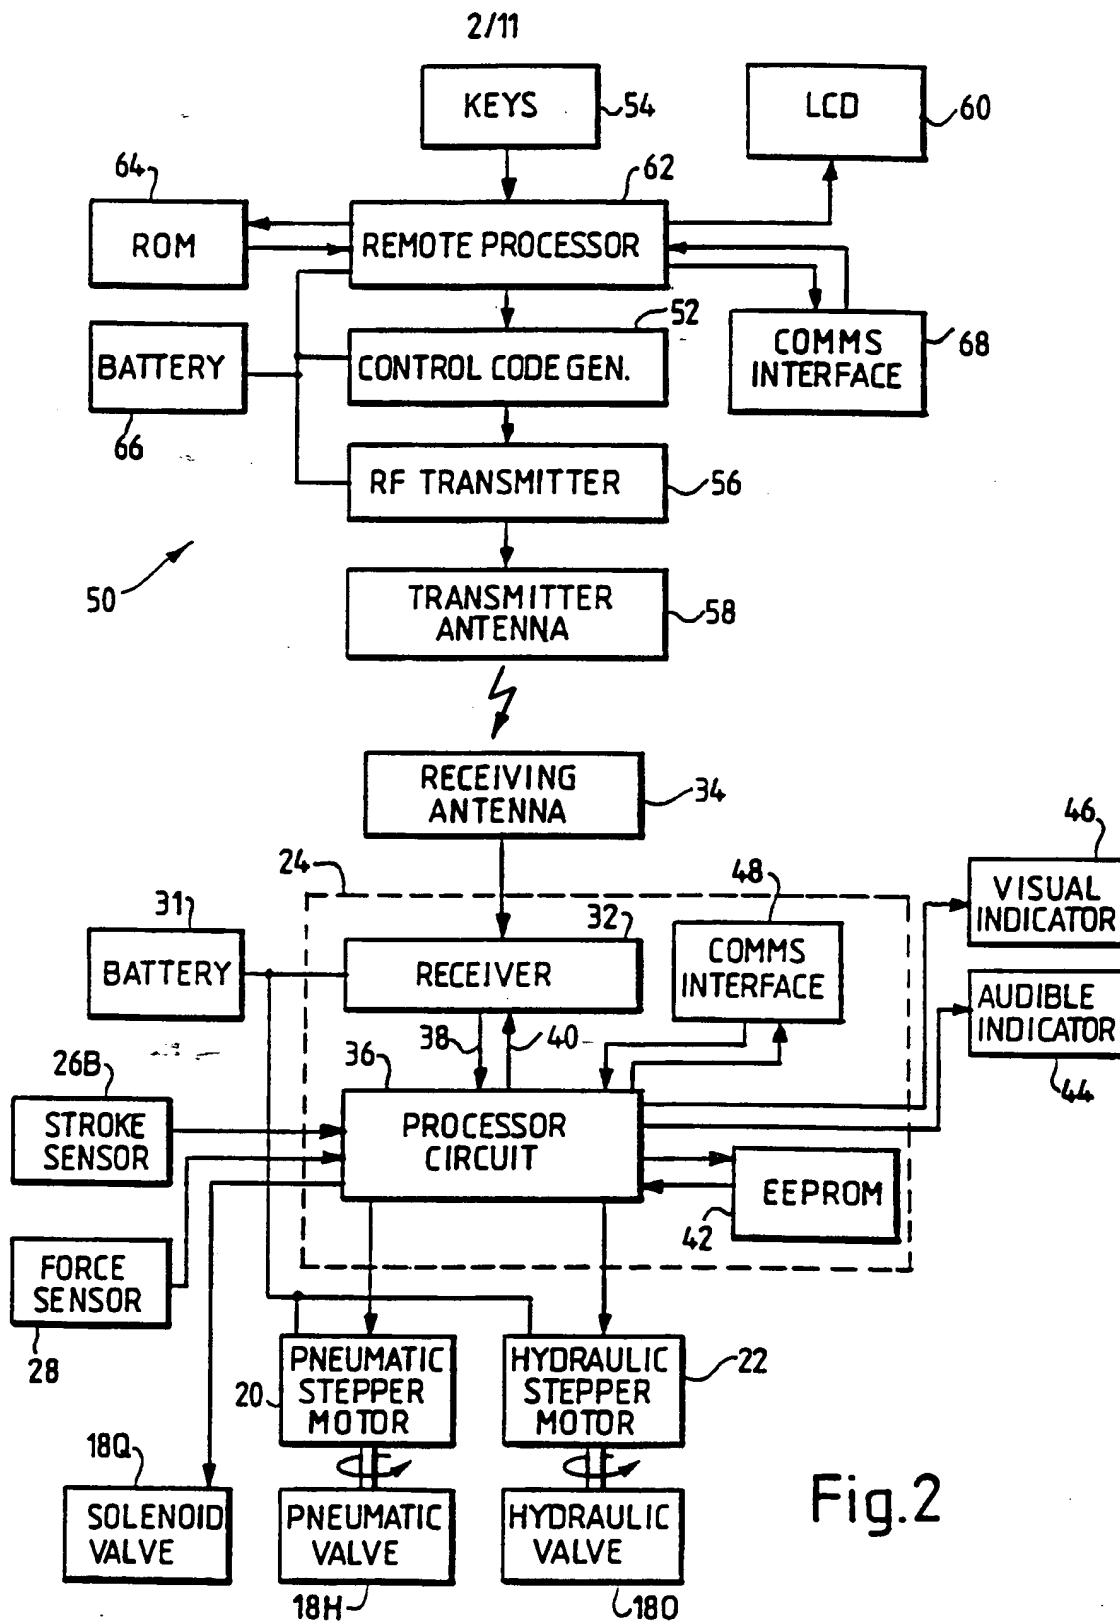 2/11
KEYS
54
LCD
60
64
ROM
62
REMOTE PROCESSOR
BATTERY
66
52
CONTROL CODE GEN.
COMMS
INTERFACE
68
RF TRANSMITTER
56
50
TRANSMITTER
ANTENNA
58
RECEIVING
ANTENNA
34
24
31
BATTERY
32
RECEIVER
48
COMMS
INTERFACE
46
VISUAL
INDICATOR
AUDIBLE
INDICATOR
44
38
40
36
PROCESSOR
CIRCUIT
26B
STROKE
SENSOR
EEPROM
42
FORCE
SENSOR
28
PNEUMATIC
STEPPER
MOTOR
20
HYDRAULIC
STEPPER
MOTOR
22
18Q
SOLENOID
VALVE
PNEUMATIC
VALVE
18H
HYDRAULIC
VALVE
18O
Fig.2